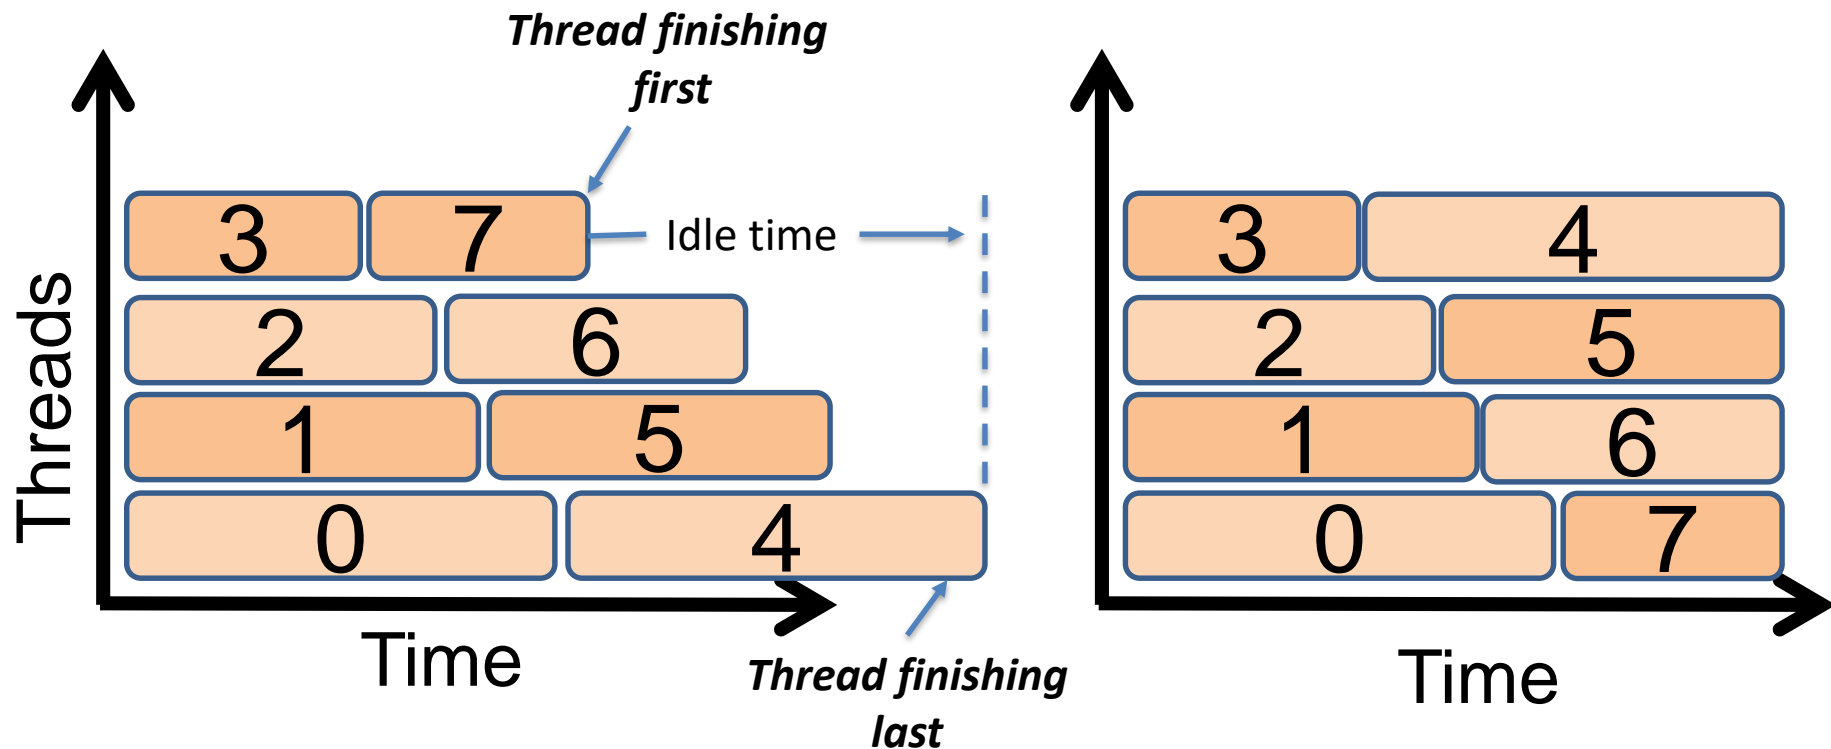 Thread finishing
first
3 7 Idle time
2 6
1 5
0 4
Threads
Time
Thread finishing
last
3 4
2 5
1 6
0 7
Time